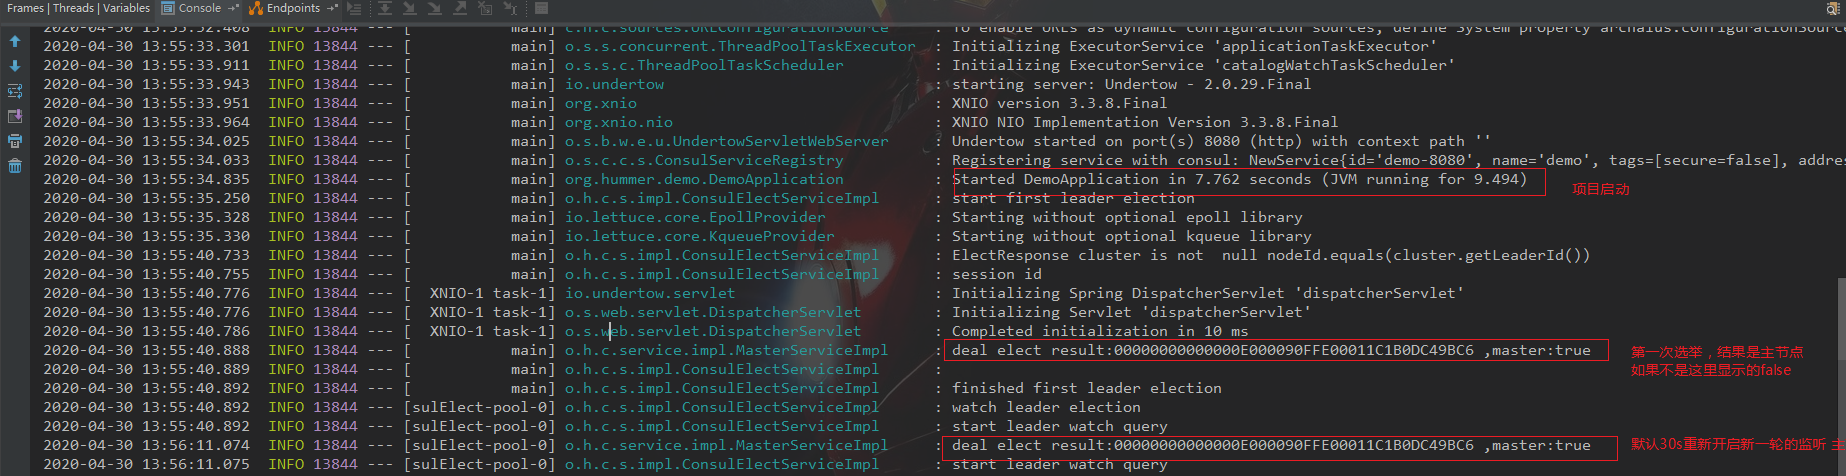 Frames | Threads | Variables Console →* Endpoints →*
2020-04-30 13:55:32.408 INFO 13844 --- [ main] c.n.c.sources.URLConfigurationSource : To enable URLs as dynamic configuration sources, define System property archaius.configurationSource
2020-04-30 13:55:33.301 INFO 13844 --- [ main] o.s.s.concurrent.ThreadPoolTaskExecutor : Initializing ExecutorService 'applicationTaskExecutor'
2020-04-30 13:55:33.911 INFO 13844 --- [ main] o.s.s.c.ThreadPoolTaskScheduler : Initializing ExecutorService 'catalogWatchTaskScheduler'
2020-04-30 13:55:33.943 INFO 13844 --- [ main] io.undertow : starting server: Undertow - 2.0.29.Final
2020-04-30 13:55:33.951 INFO 13844 --- [ main] org.xnio : XNIO version 3.3.8.Final
2020-04-30 13:55:33.964 INFO 13844 --- [ main] org.xnio.nio : XNIO NIO Implementation Version 3.3.8.Final
2020-04-30 13:55:34.025 INFO 13844 --- [ main] o.s.b.w.e.u.UndertowServletWebServer : Undertow started on port(s) 8080 (http) with context path ''
2020-04-30 13:55:34.033 INFO 13844 --- [ main] o.s.c.c.s.ConsulServiceRegistry : Registering service with consul: NewService{id='demo-8080', name='demo', tags=[secure=false], addres
2020-04-30 13:55:34.835 INFO 13844 --- [ main] org.hummer.demo.DemoApplication : Started DemoApplication in 7.762 seconds (JVM running for 9.494) 项目启动
2020-04-30 13:55:35.250 INFO 13844 --- [ main] o.h.c.s.impl.ConsulElectServiceImpl : start first leader election
2020-04-30 13:55:35.328 INFO 13844 --- [ main] io.lettuce.core.EpollProvider : Starting without optional epoll library
2020-04-30 13:55:35.330 INFO 13844 --- [ main] io.lettuce.core.KqueueProvider : Starting without optional kqueue library
2020-04-30 13:55:40.733 INFO 13844 --- [ main] o.h.c.s.impl.ConsulElectServiceImpl : ElectResponse cluster is not  null nodeId.equals(cluster.getLeaderId())
2020-04-30 13:55:40.755 INFO 13844 --- [ main] o.h.c.s.impl.ConsulElectServiceImpl : session id
2020-04-30 13:55:40.776 INFO 13844 --- [ XNIO-1 task-1] io.undertow.servlet : Initializing Spring DispatcherServlet 'dispatcherServlet'
2020-04-30 13:55:40.776 INFO 13844 --- [ XNIO-1 task-1] o.s.web.servlet.DispatcherServlet : Initializing Servlet 'dispatcherServlet'
2020-04-30 13:55:40.786 INFO 13844 --- [ XNIO-1 task-1] o.s.web.servlet.DispatcherServlet : Completed initialization in 10 ms
2020-04-30 13:55:40.888 INFO 13844 --- [ main] o.h.c.service.impl.MasterServiceImpl : deal elect result:00000000000000E000090FFE00011C1B0DC49BC6 ,master:true 第一次选举，结果是主节点
2020-04-30 13:55:40.889 INFO 13844 --- [ main] o.h.c.s.impl.ConsulElectServiceImpl : 如果不是这里显示的false
2020-04-30 13:55:40.892 INFO 13844 --- [ main] o.h.c.s.impl.ConsulElectServiceImpl : finished first leader election
2020-04-30 13:55:40.892 INFO 13844 --- [sulElect-pool-0] o.h.c.s.impl.ConsulElectServiceImpl : watch leader election
2020-04-30 13:55:40.892 INFO 13844 --- [sulElect-pool-0] o.h.c.s.impl.ConsulElectServiceImpl : start leader watch query
2020-04-30 13:56:11.074 INFO 13844 --- [sulElect-pool-0] o.h.c.service.impl.MasterServiceImpl : deal elect result:00000000000000E000090FFE00011C1B0DC49BC6 ,master:true 默认30s重新开启新一轮的监听 主
2020-04-30 13:56:11.075 INFO 13844 --- [sulElect-pool-0] o.h.c.s.impl.ConsulElectServiceImpl : start leader watch query